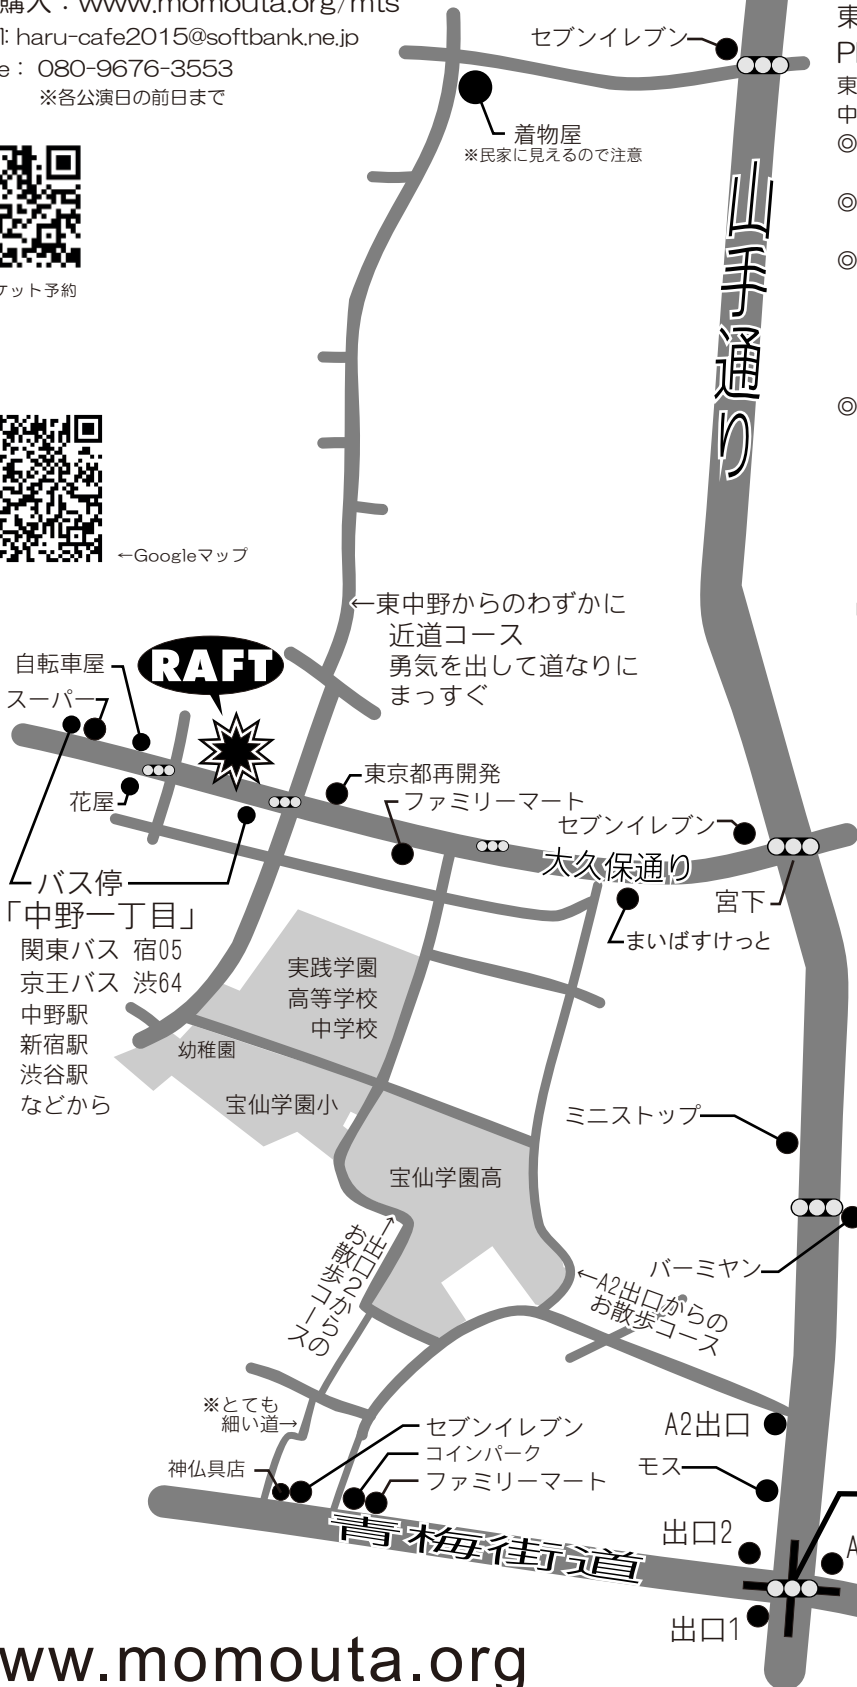 購入：www.momouta.org/mts
l: haru-cafe2015@softbank.ne.jp
e： 080-9676-3553
※各公演日の前日まで
ケット予約
←Googleマップ
セブンイレブン
着物屋
※民家に見えるので注意
山手通り
東
東
中
◎
◎
◎
◎
←東中野からのわずかに
近道コース
勇気を出して道なりに
まっすぐ
RAFT
自転車屋
スーパー
花屋
東京都再開発
ファミリーマート
セブンイレブン
大久保通り
宮下
まいばすけっと
バス停
「中野一丁目」
関東バス 宿05
京王バス 渋64
中野駅
新宿駅
渋谷駅
などから
実践学園
高等学校
中学校
幼稚園
宝仙学園小
宝仙学園高
ミニストップ
バーミヤン
←出口2からの
お散歩コース
←A2出口からの
お散歩コース
※とても
細い道→
神仏具店
セブンイレブン
コインパーク
ファミリーマート
A2出口
モス
出口2
A
出口1
青梅街道
ww.momouta.org